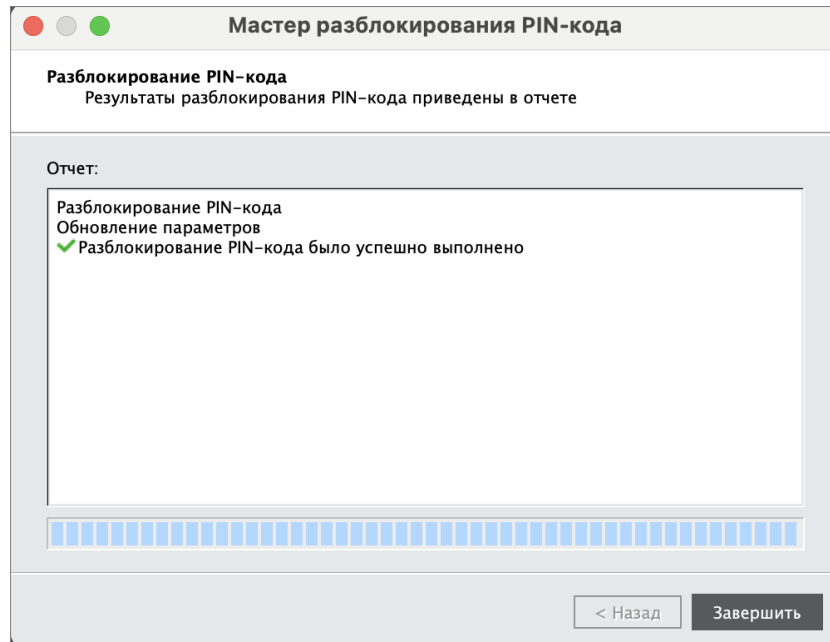 Мастер разблокирования PIN-кода
Разблокирование PIN-кода
Результаты разблокирования PIN-кода приведены в отчете
Отчет:
Разблокирование PIN-кода
Обновление параметров
Разблокирование PIN-кода было успешно выполнено
< Назад
Завершить